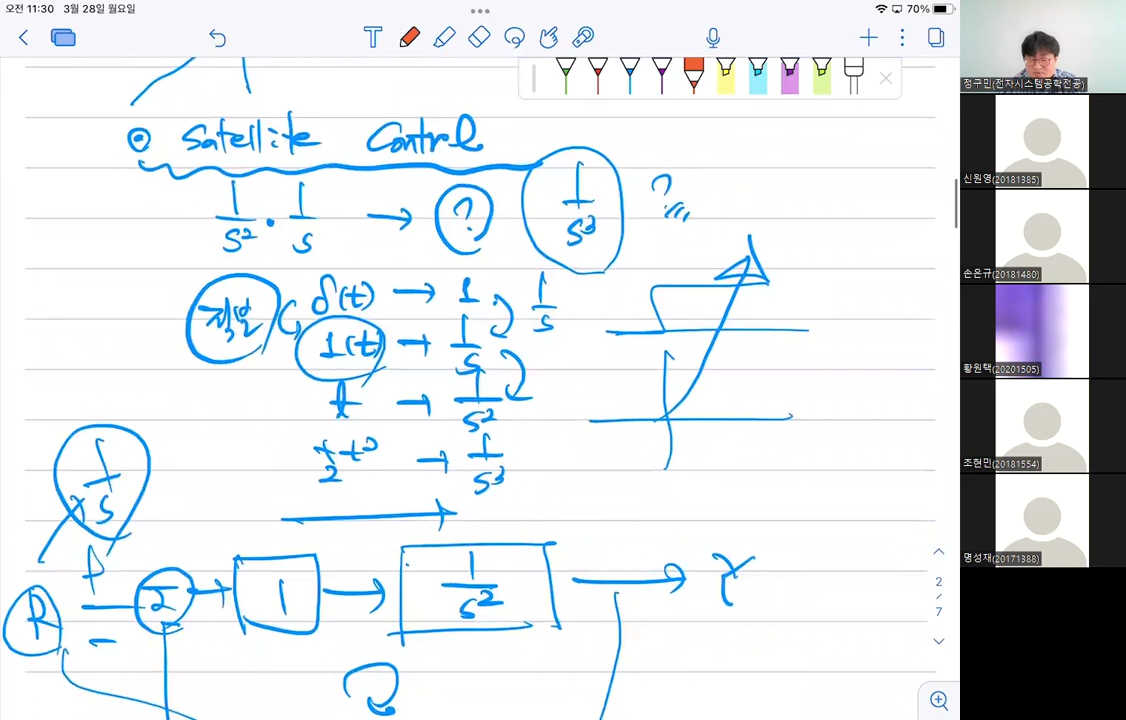 오전 11:30 3월 28일 월요일
70%
정구민(전자시스템공학전공)
신원영(20181385)
손은규(20181480)
황원택(20201505)
조현민(20181554)
명성재(20171388)
T
⊙ Satellite Control
1/s² · 1/s → ? 1/s³ ?
적분 δ(t) → 1 1/s
1(t) → 1/s
t → 1/s²
1/2 t² → 1/s³
1/s
R + Σ → 1 → 1/s² → Y
-
2/7